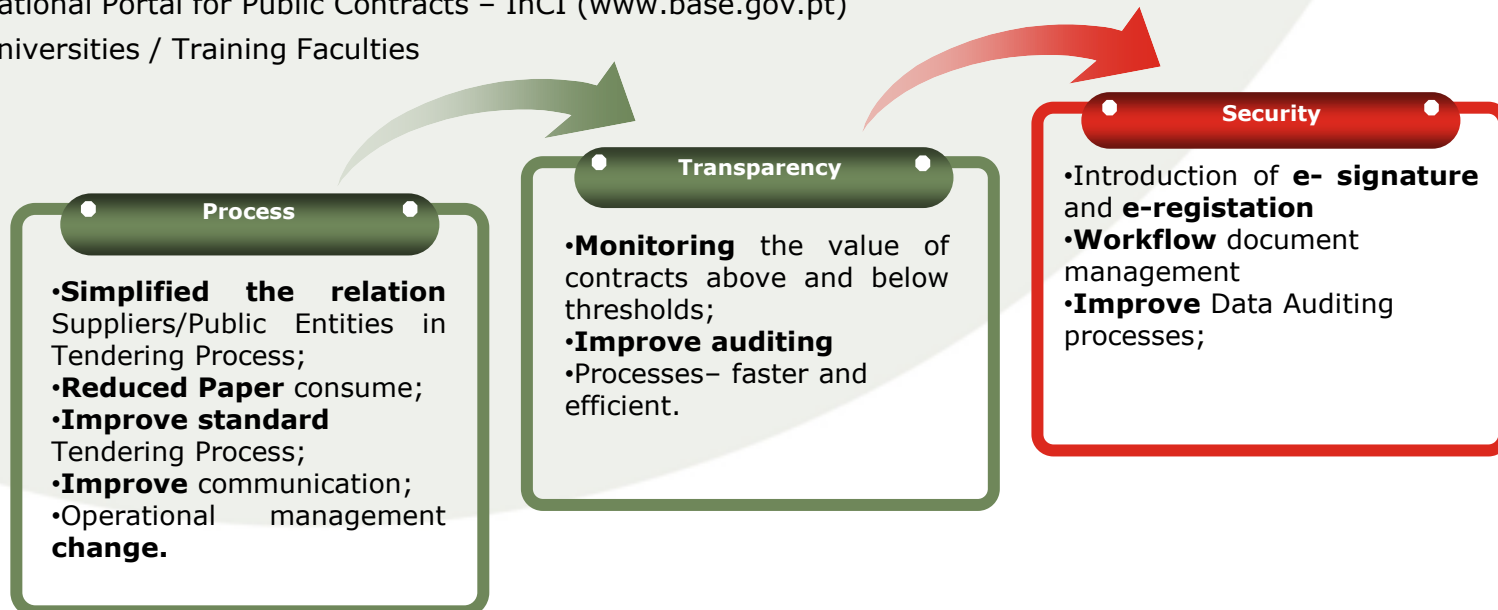 ational Portal for Public Contracts – InCI (www.base.gov.pt)
niversities / Training Faculties
Process
•Simplified the relation
Suppliers/Public Entities in
Tendering Process;
•Reduced Paper consume;
•Improve standard
Tendering Process;
•Improve communication;
•Operational management
change.
Transparency
•Monitoring the value of
contracts above and below
thresholds;
•Improve auditing
•Processes– faster and
efficient.
Security
•Introduction of e- signature
and e-registation
•Workflow document
management
•Improve Data Auditing
processes;